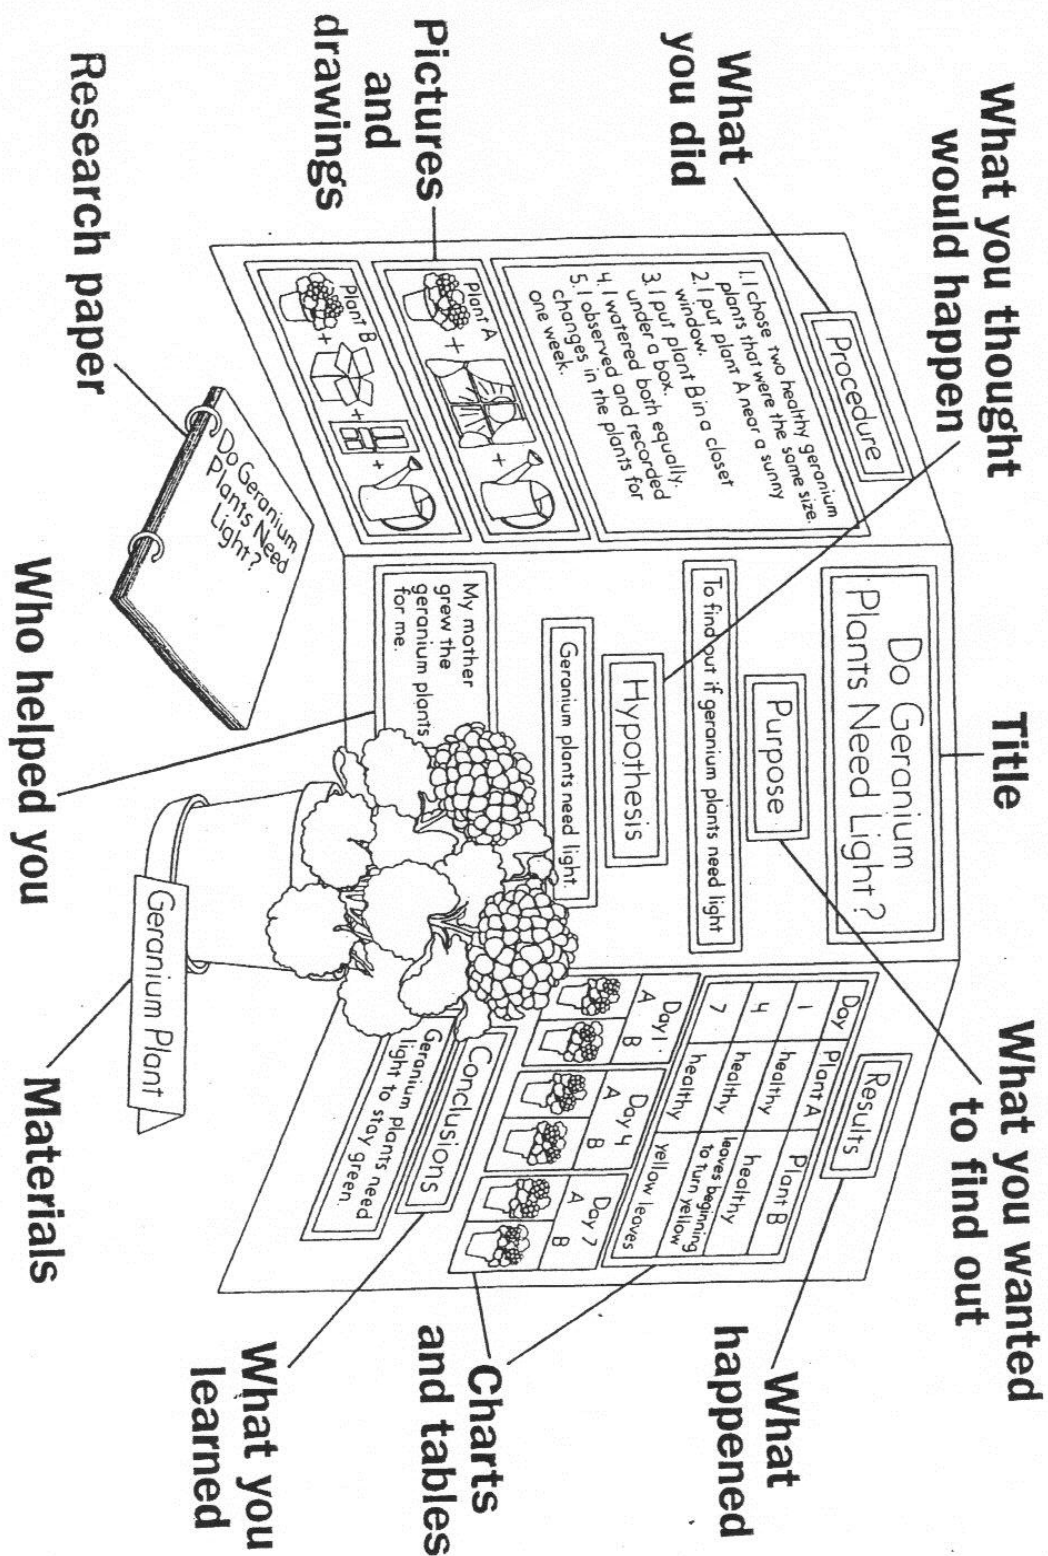 What you thought
would happen
Title
What you wanted
to find out
What
you did
What
happened
Pictures
and
drawings
Charts
and tables
Research paper
Who helped you
Materials
What you
learned
Procedure
1. I chose two healthy geranium
plants that were the same size.
2. I put plant A near a sunny
window.
3. I put plant B in a closet
under a box.
4. I watered both equally.
5. I observed and recorded
changes in the plants for
one week.
Plant A
+
+
Plant B
+
+
+
Do Geranium
Plants Need Light?
Purpose
To find out if geranium plants need light
Hypothesis
Geranium plants need light.
My mother
grew the
geranium plants
for me.
Results
Day Plant A Plant B
1 healthy healthy
4 healthy leaves beginning
to turn yellow
7 healthy yellow leaves
Day 1 Day 4 Day 7
A B A B A B
Conclusions
Geranium plants need
light to stay green.
Do Geranium
Plants Need
Light?
Geranium Plant